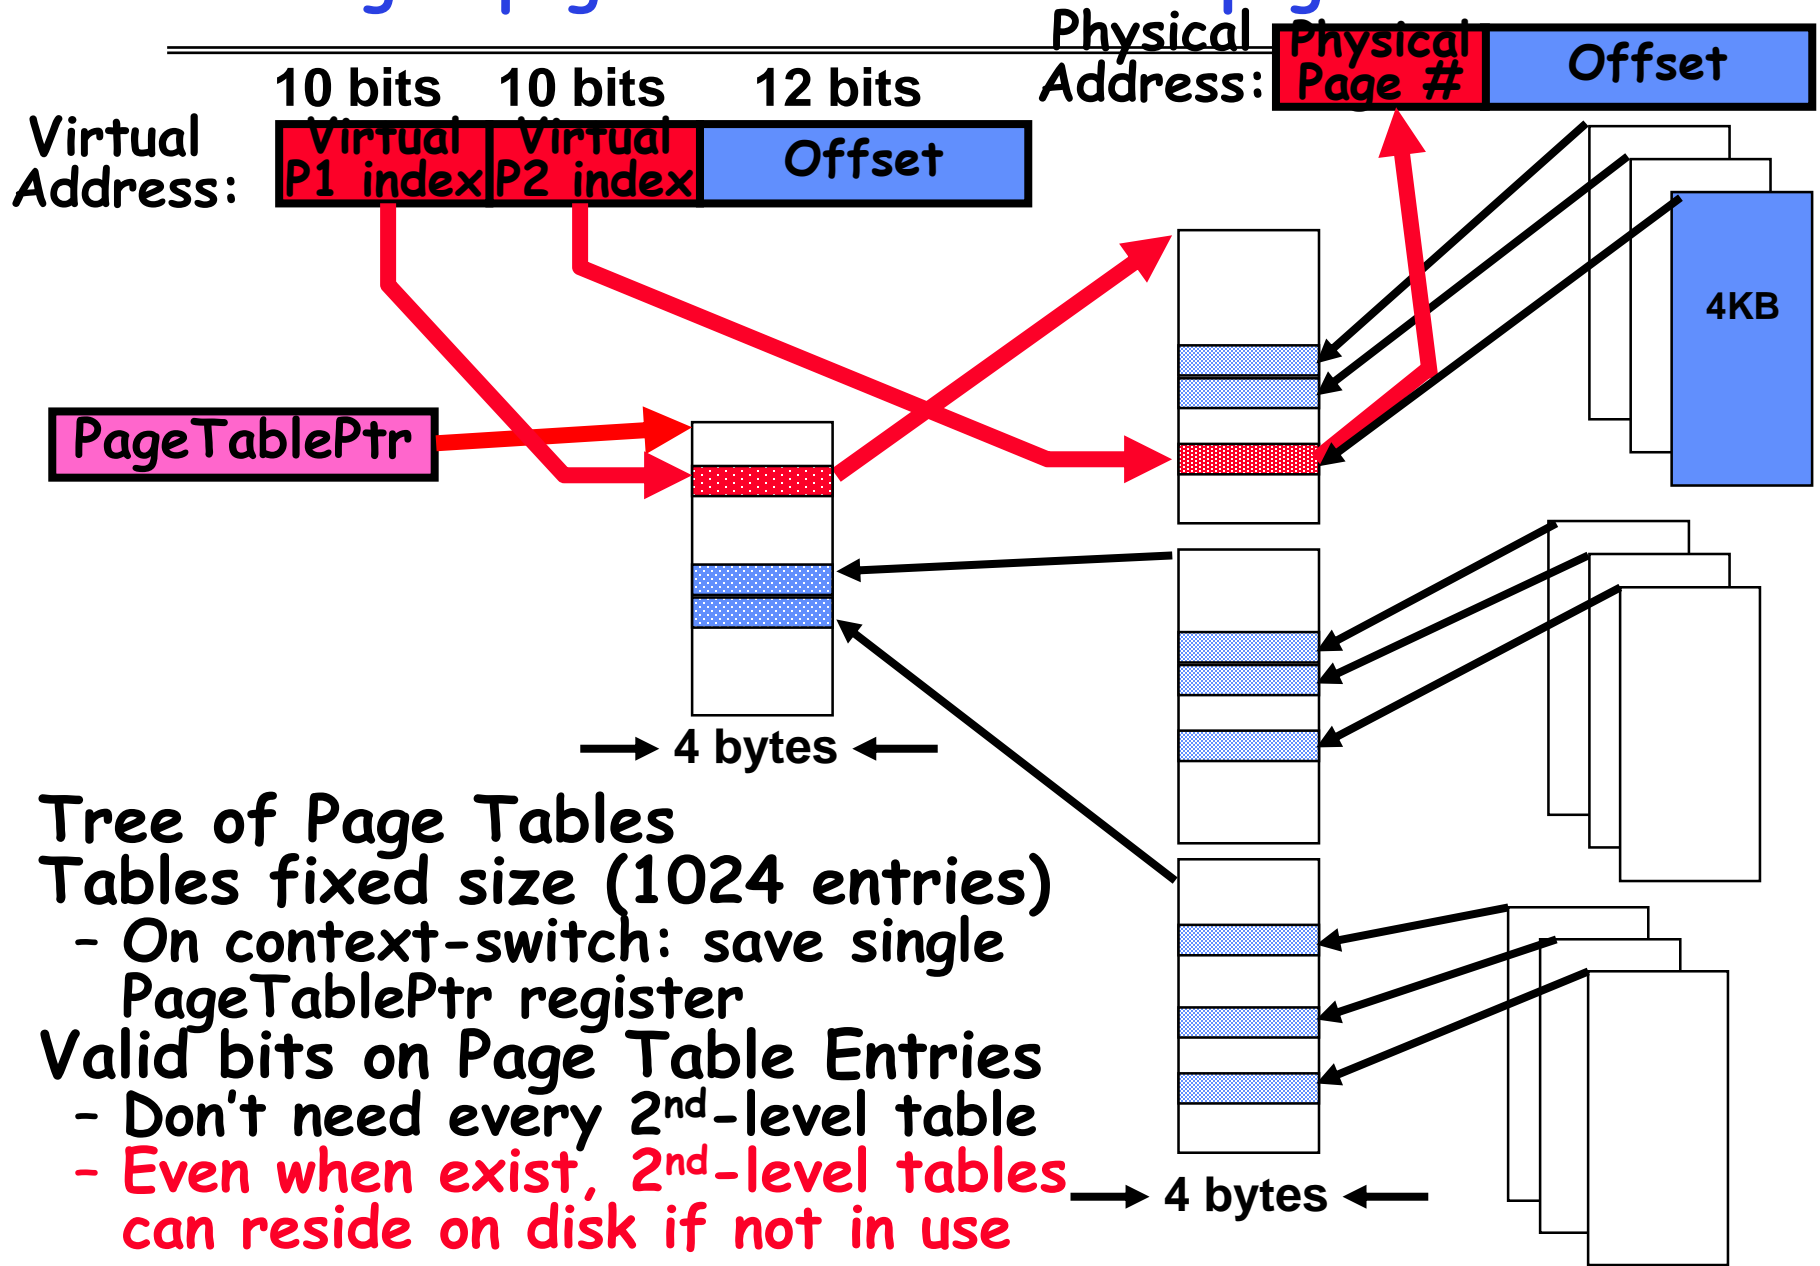 10 bits 10 bits 12 bits
Virtual
Address:
Virtual
P1 index
Virtual
P2 index
Offset
Physical
Address:
Physical
Page #
Offset
4KB
PageTablePtr
4 bytes
Tree of Page Tables
Tables fixed size (1024 entries)
– On context-switch: save single
PageTablePtr register
Valid bits on Page Table Entries
– Don't need every 2nd-level table
– Even when exist, 2nd-level tables
can reside on disk if not in use
4 bytes